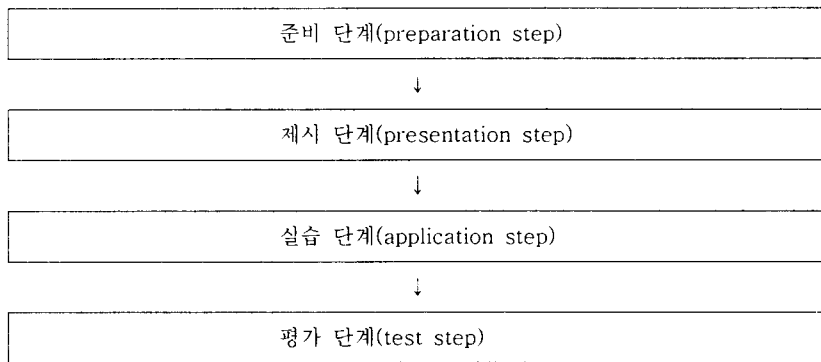 준비 단계(preparation step)
↓
제시 단계(presentation step)
↓
실습 단계(application step)
↓
평가 단계(test step)